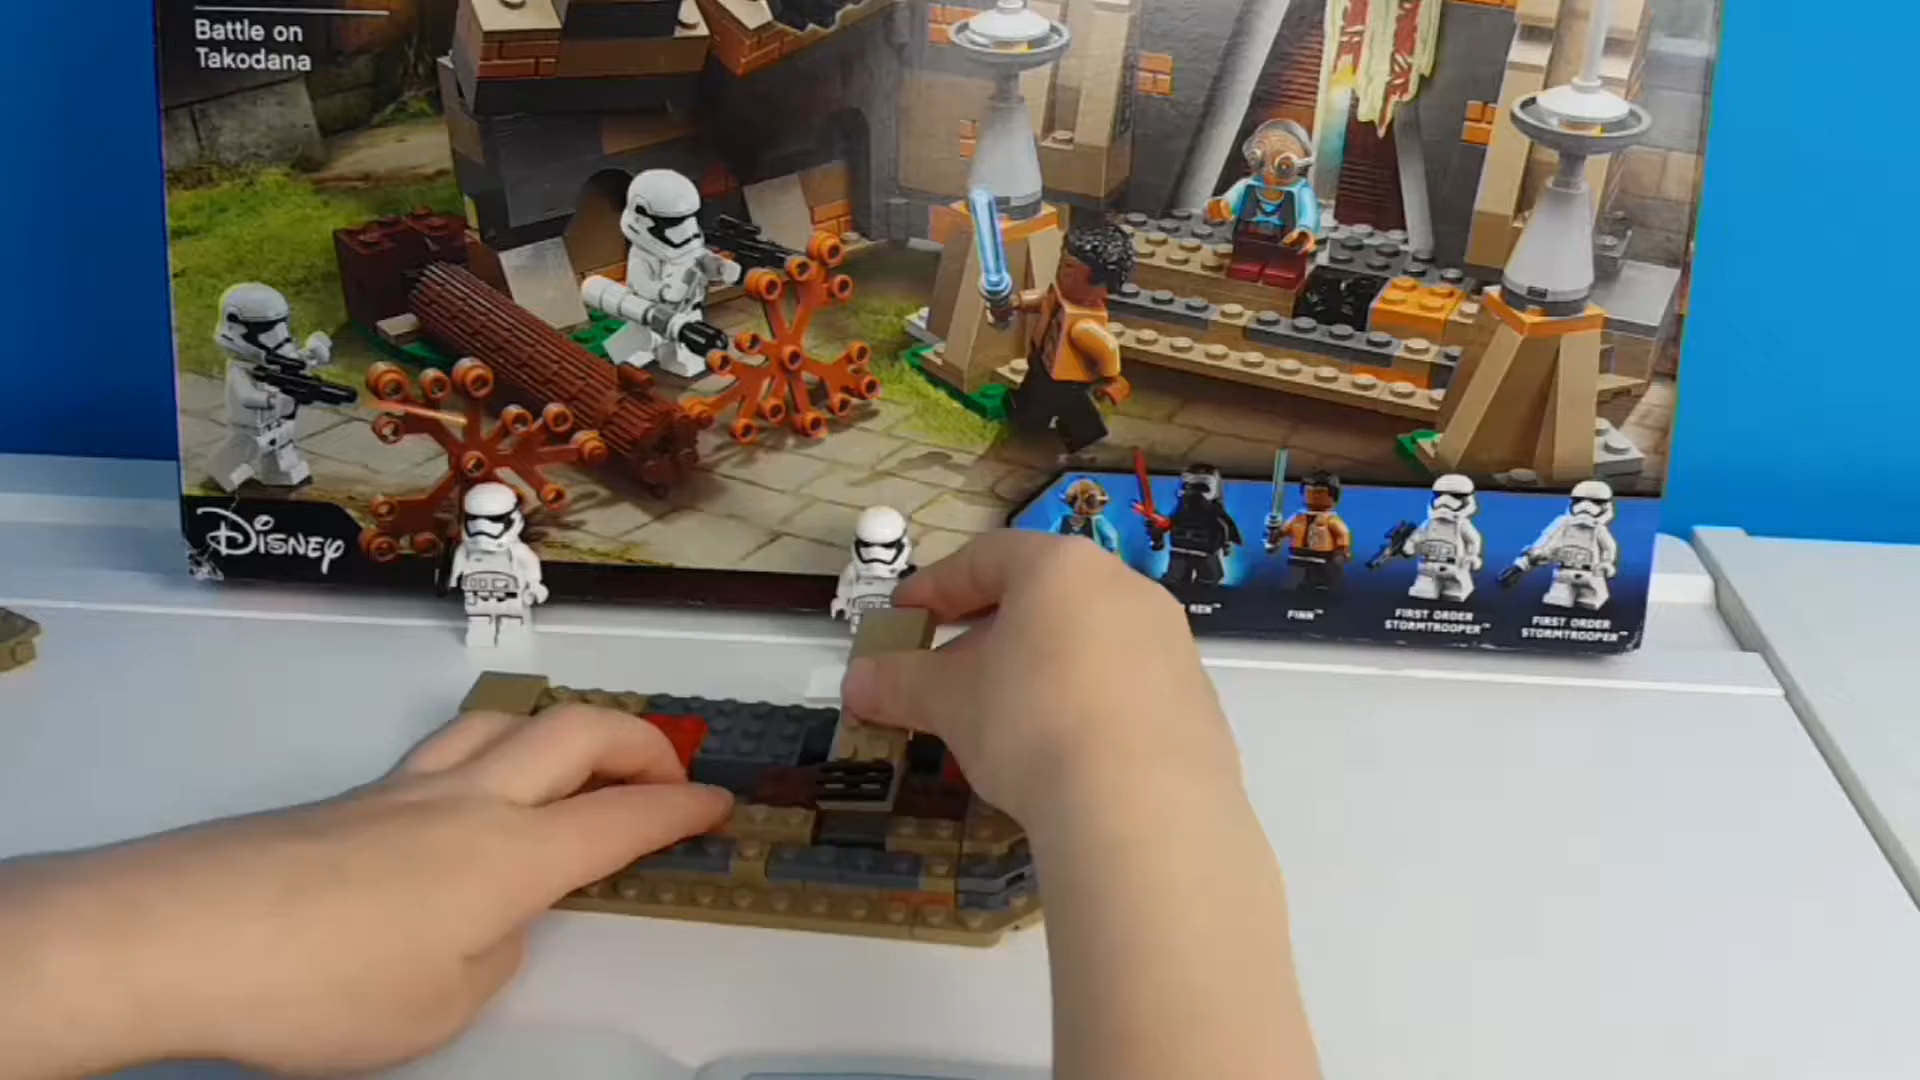 Battle on
Takodana
Disney
REN™
FINN™
FIRST ORDER
STORMTROOPER™
FIRST ORDER
STORMTROOPER™